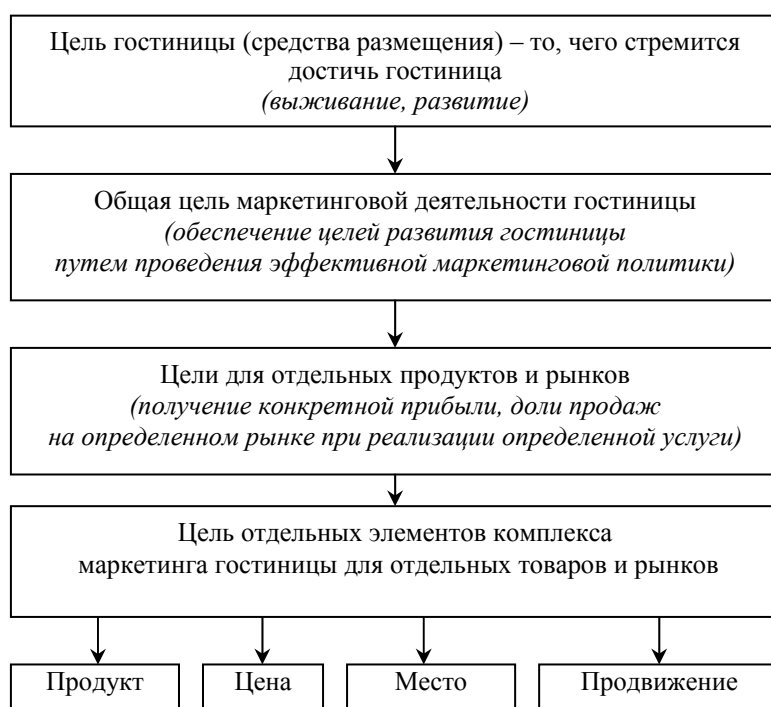 Цель гостиницы (средства размещения) – то, чего стремится
достичь гостиница
(выживание, развитие)
Общая цель маркетинговой деятельности гостиницы
(обеспечение целей развития гостиницы
путем проведения эффективной маркетинговой политики)
Цели для отдельных продуктов и рынков
(получение конкретной прибыли, доли продаж
на определенном рынке при реализации определенной услуги)
Цель отдельных элементов комплекса
маркетинга гостиницы для отдельных товаров и рынков
Продукт
Цена
Место
Продвижение